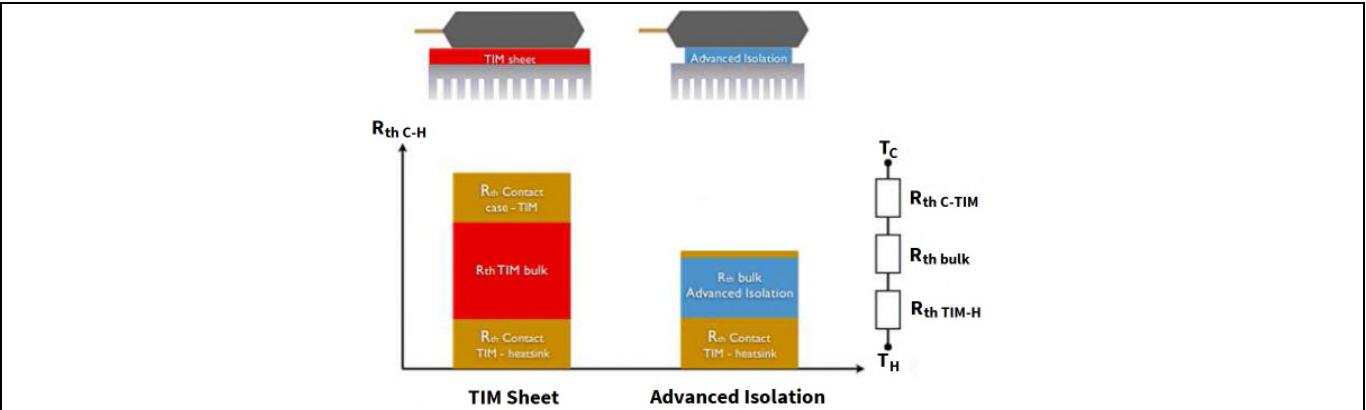 TIM sheet
Advanced Isolation
Rth C-H
Rth Contact
case - TIM
Rth TIM bulk
Rth Contact
TIM - heatsink
Rth bulk
Advanced Isolation
Rth Contact
TIM - heatsink
TIM Sheet
Advanced Isolation
TC
Rth C-TIM
Rth bulk
Rth TIM-H
TH